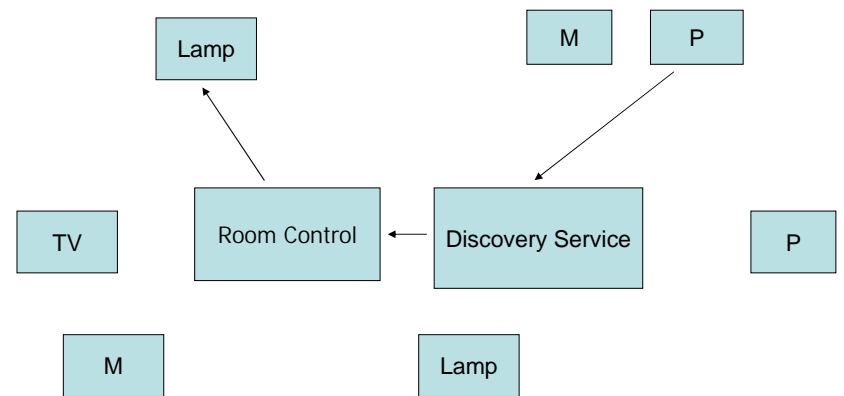 Lamp
M
P
TV
Room Control
Discovery Service
P
M
Lamp